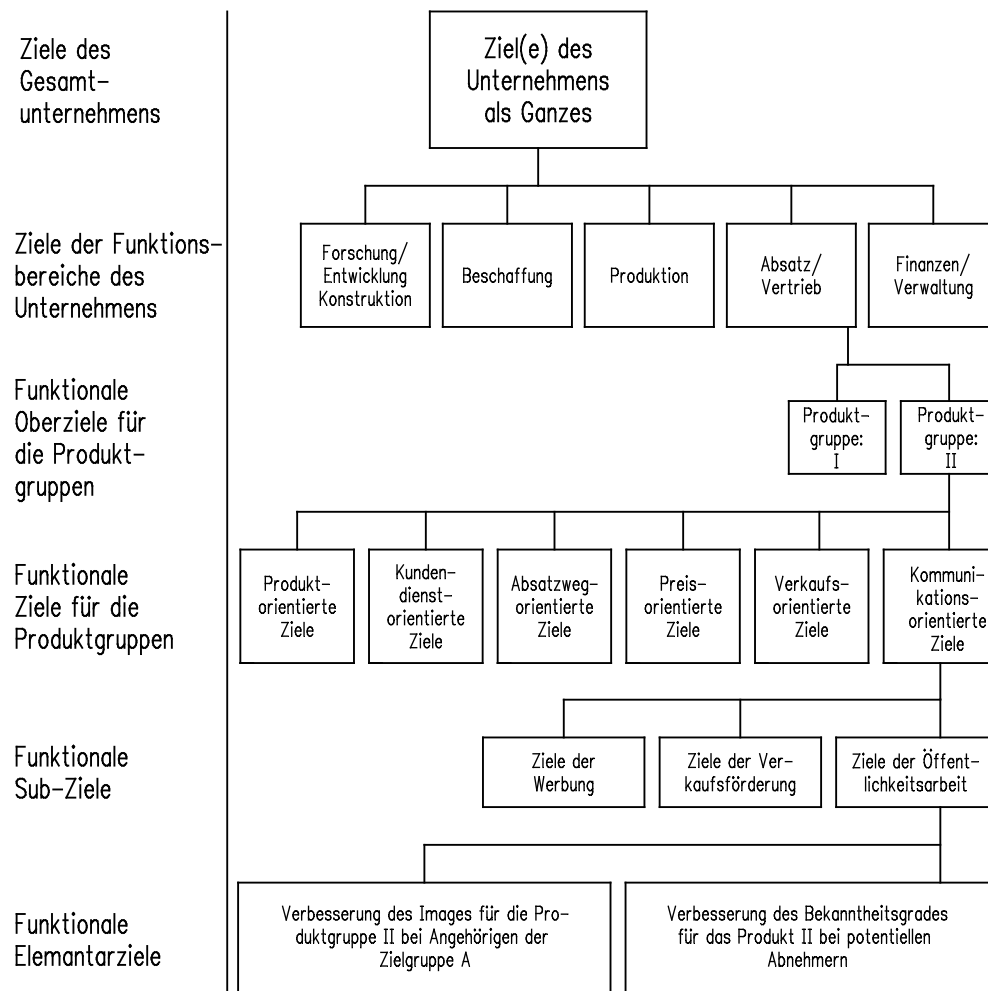 Ziele des
Gesamt-
unternehmens
Ziel(e) des
Unternehmens
als Ganzes
Ziele der Funktions-
bereiche des
Unternehmens
Forschung/
Entwicklung
Konstruktion
Beschaffung
Produktion
Absatz/
Vertrieb
Finanzen/
Verwaltung
Funktionale
Oberziele für
die Produkt-
gruppen
Produkt-
gruppe:
I
Produkt-
gruppe:
II
Funktionale
Ziele für die
Produktgruppen
Produkt-
orientierte
Ziele
Kunden-
dienst-
orientierte
Ziele
Absatzweg-
orientierte
Ziele
Preis-
orientierte
Ziele
Verkaufs-
orientierte
Ziele
Kommuni-
kations-
orientierte
Ziele
Funktionale
Sub-Ziele
Ziele der
Werbung
Ziele der Ver-
kaufsförderung
Ziele der Öffent-
lichkeitsarbeit
Funktionale
Elemantarziele
Verbesserung des Images für die Pro-
duktgruppe II bei Angehörigen der
Zielgruppe A
Verbesserung des Bekanntheitsgrades
für das Produkt II bei potentiellen
Abnehmern